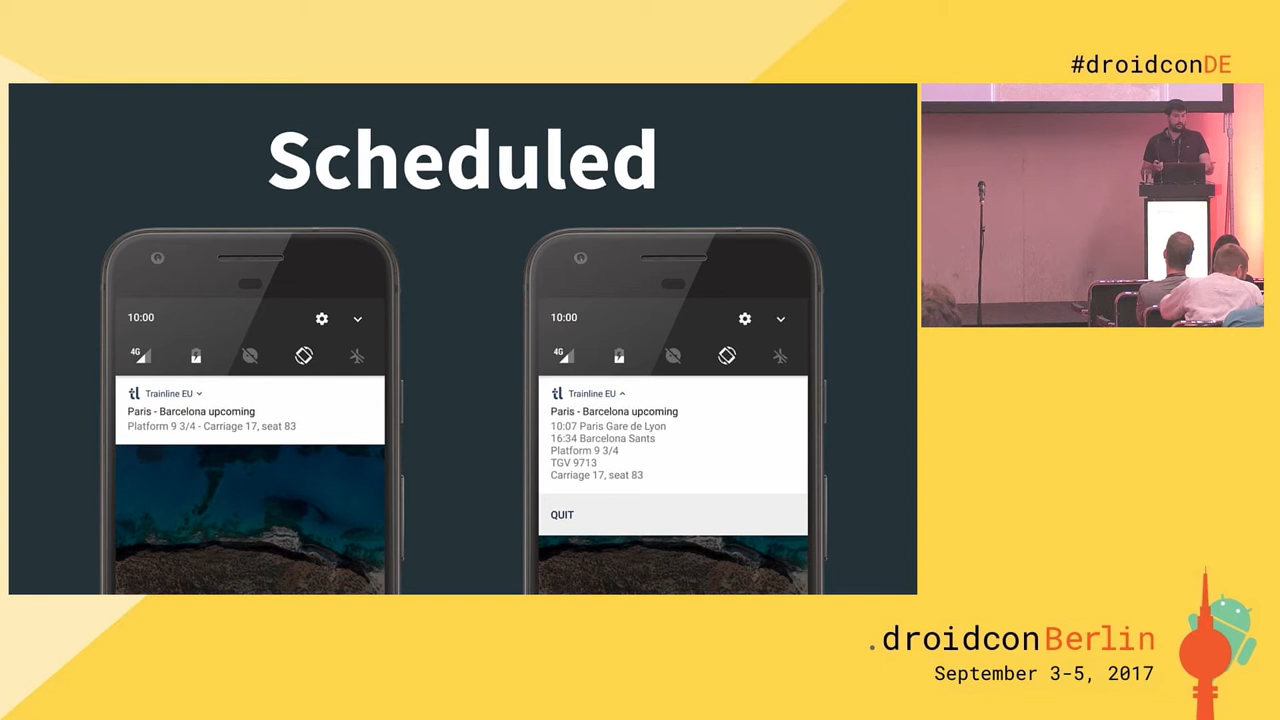 #droidconDE
Scheduled
10:00
4G
tl Trainline EU
Paris - Barcelona upcoming
Platform 9 3/4 - Carriage 17, seat 83
10:00
4G
tl Trainline EU
Paris - Barcelona upcoming
10:07 Paris Gare de Lyon
16:34 Barcelona Sants
Platform 9 3/4
TGV 9713
Carriage 17, seat 83
QUIT
.droidconBerlin
September 3-5, 2017